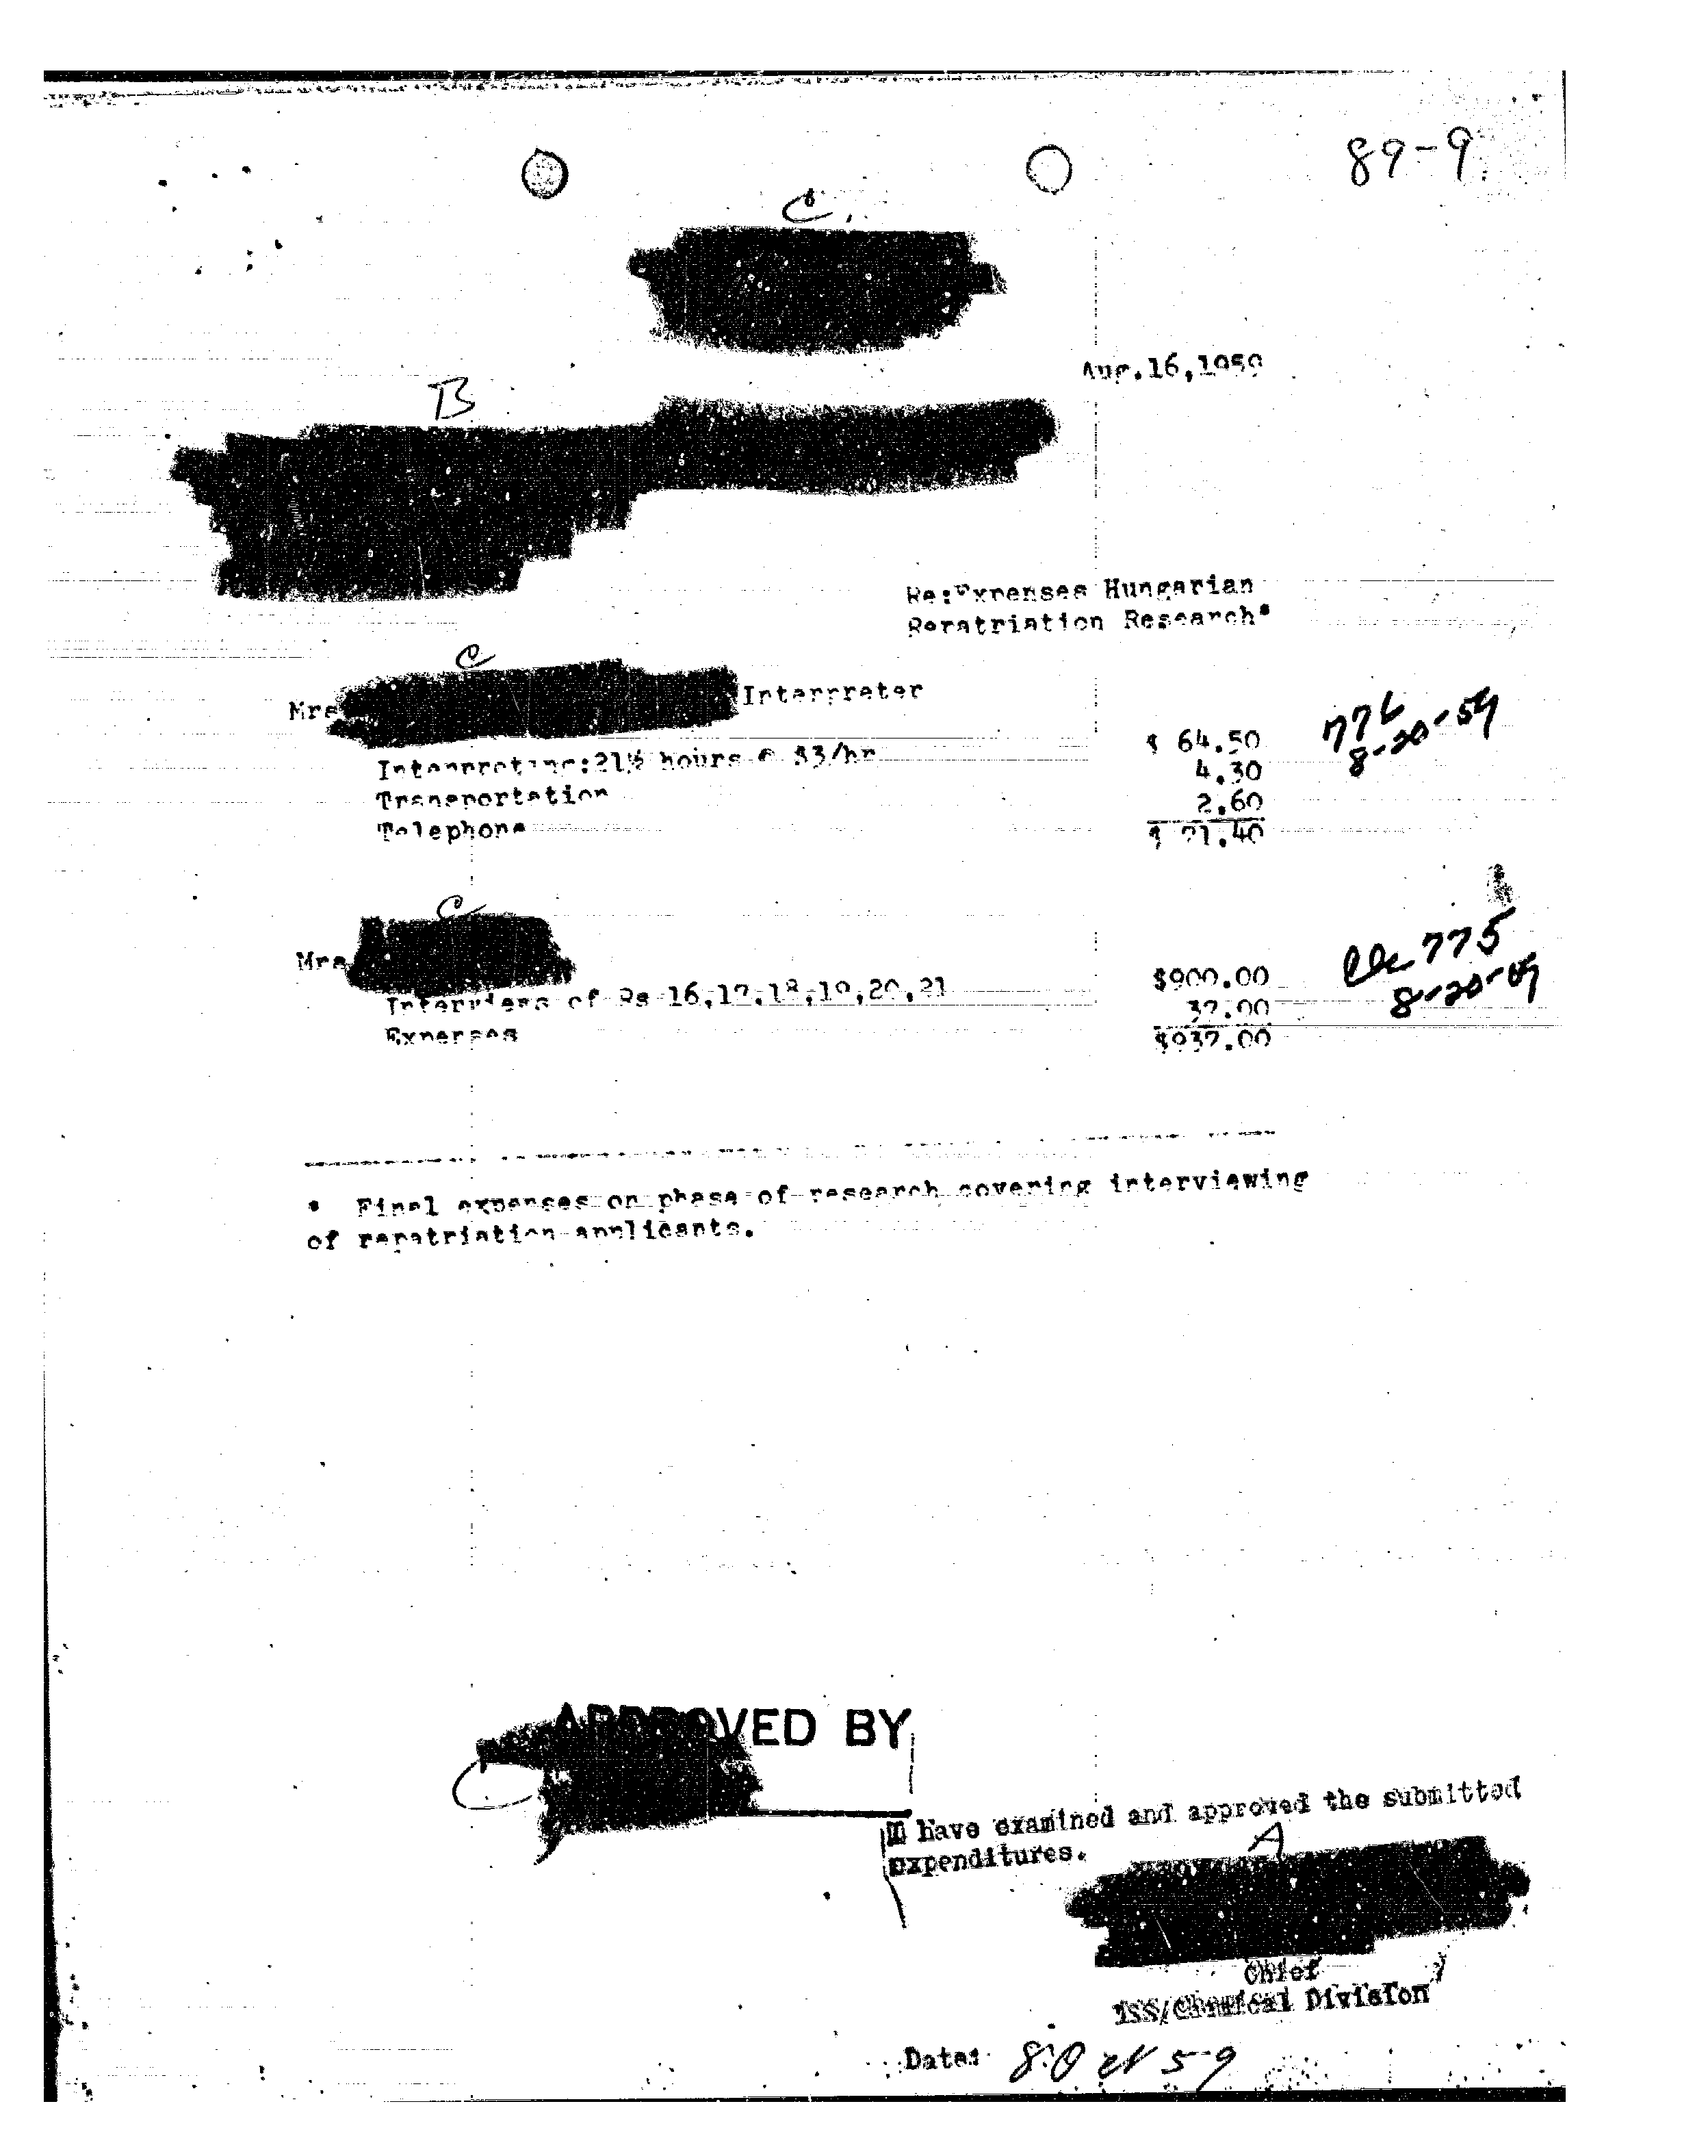 89-9
C
Aug.16,1959
B
Re:Expenses Hungarian
Repatriation Research*
C
Mrs Interpreter
Interpreting:21½ hours @ $3/hr $ 64.50
Transportation 4.30
Telephone 2.60
$ 71.40
776
8-20-59
C
Mrs
Interviews of Rs 16,17,18,19,20,21 $900.00
Expenses 37.00
$937.00
775
8-20-59
* Final expenses on phase of research covering interviewing
of repatriation applicants.
APPROVED BY
I have examined and approved the submitted
expenditures.
A
Chief
TSS/Chemical Division
Date: 8 Oct 59